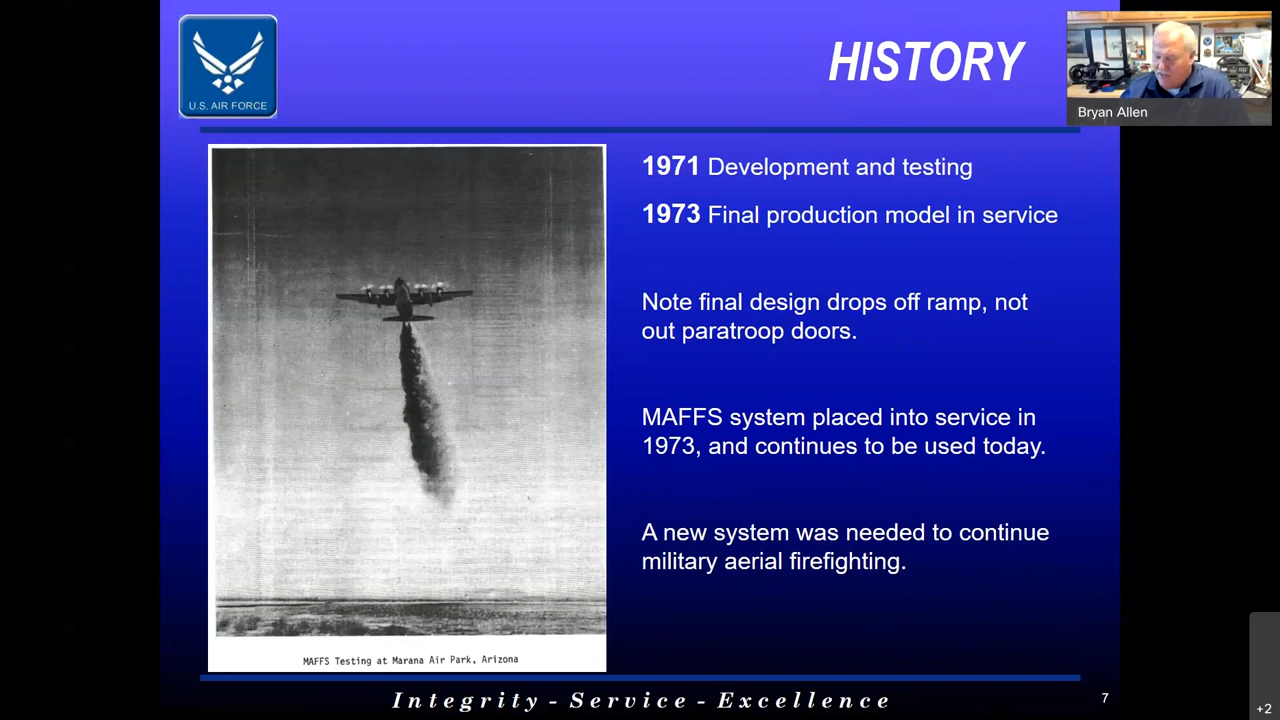 HISTORY
U.S. AIR FORCE
Bryan Allen
1971 Development and testing
1973 Final production model in service
Note final design drops off ramp, not
out paratroop doors.
MAFFS system placed into service in
1973, and continues to be used today.
A new system was needed to continue
military aerial firefighting.
MAFFS Testing at Marana Air Park, Arizona
Integrity - Service - Excellence
7
+2